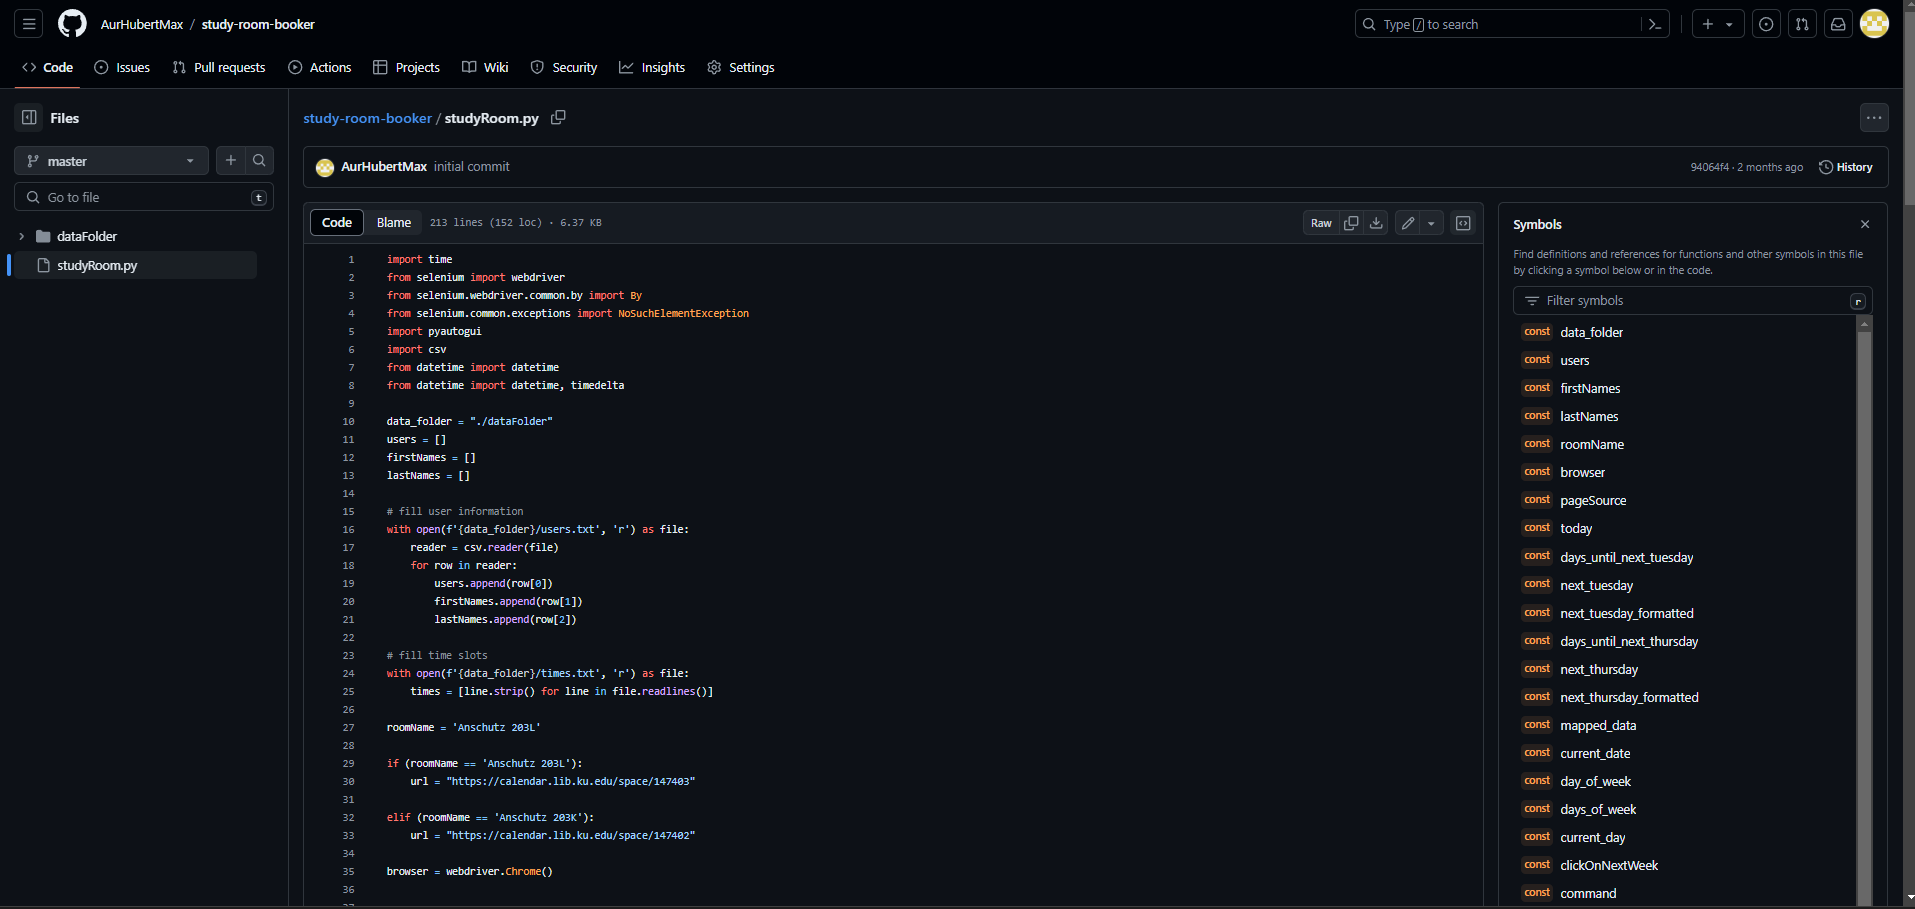 AurHubertMax / study-room-booker
Type / to search
Code Issues Pull requests Actions Projects Wiki Security Insights Settings
Files
master
Go to file t
dataFolder
studyRoom.py
study-room-booker / studyRoom.py
AurHubertMax initial commit
94064f4 · 2 months ago History
Code Blame 213 lines (152 loc) · 6.37 KB
Raw
1 import time
2 from selenium import webdriver
3 from selenium.webdriver.common.by import By
4 from selenium.common.exceptions import NoSuchElementException
5 import pyautogui
6 import csv
7 from datetime import datetime
8 from datetime import datetime, timedelta
9
10 data_folder = "./dataFolder"
11 users = []
12 firstNames = []
13 lastNames = []
14
15 # fill user information
16 with open(f'{data_folder}/users.txt', 'r') as file:
17     reader = csv.reader(file)
18     for row in reader:
19         users.append(row[0])
20         firstNames.append(row[1])
21         lastNames.append(row[2])
22
23 # fill time slots
24 with open(f'{data_folder}/times.txt', 'r') as file:
25     times = [line.strip() for line in file.readlines()]
26
27 roomName = 'Anschutz 203L'
28
29 if (roomName == 'Anschutz 203L'):
30     url = "https://calendar.lib.ku.edu/space/147403"
31
32 elif (roomName == 'Anschutz 203K'):
33     url = "https://calendar.lib.ku.edu/space/147402"
34
35 browser = webdriver.Chrome()
36
Symbols
Find definitions and references for functions and other symbols in this file
by clicking a symbol below or in the code.
Filter symbols r
const data_folder
const users
const firstNames
const lastNames
const roomName
const browser
const pageSource
const today
const days_until_next_tuesday
const next_tuesday
const next_tuesday_formatted
const days_until_next_thursday
const next_thursday
const next_thursday_formatted
const mapped_data
const current_date
const day_of_week
const days_of_week
const current_day
const clickOnNextWeek
const command